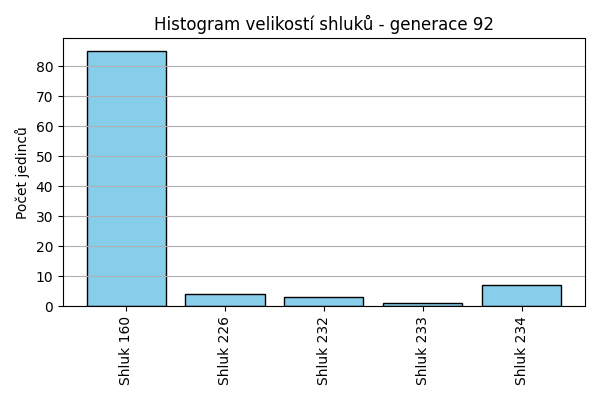 Histogram velikostí shluků - generace 92
Počet jedinců
80
70
60
50
40
30
20
10
0
Shluk 160
Shluk 226
Shluk 232
Shluk 233
Shluk 234